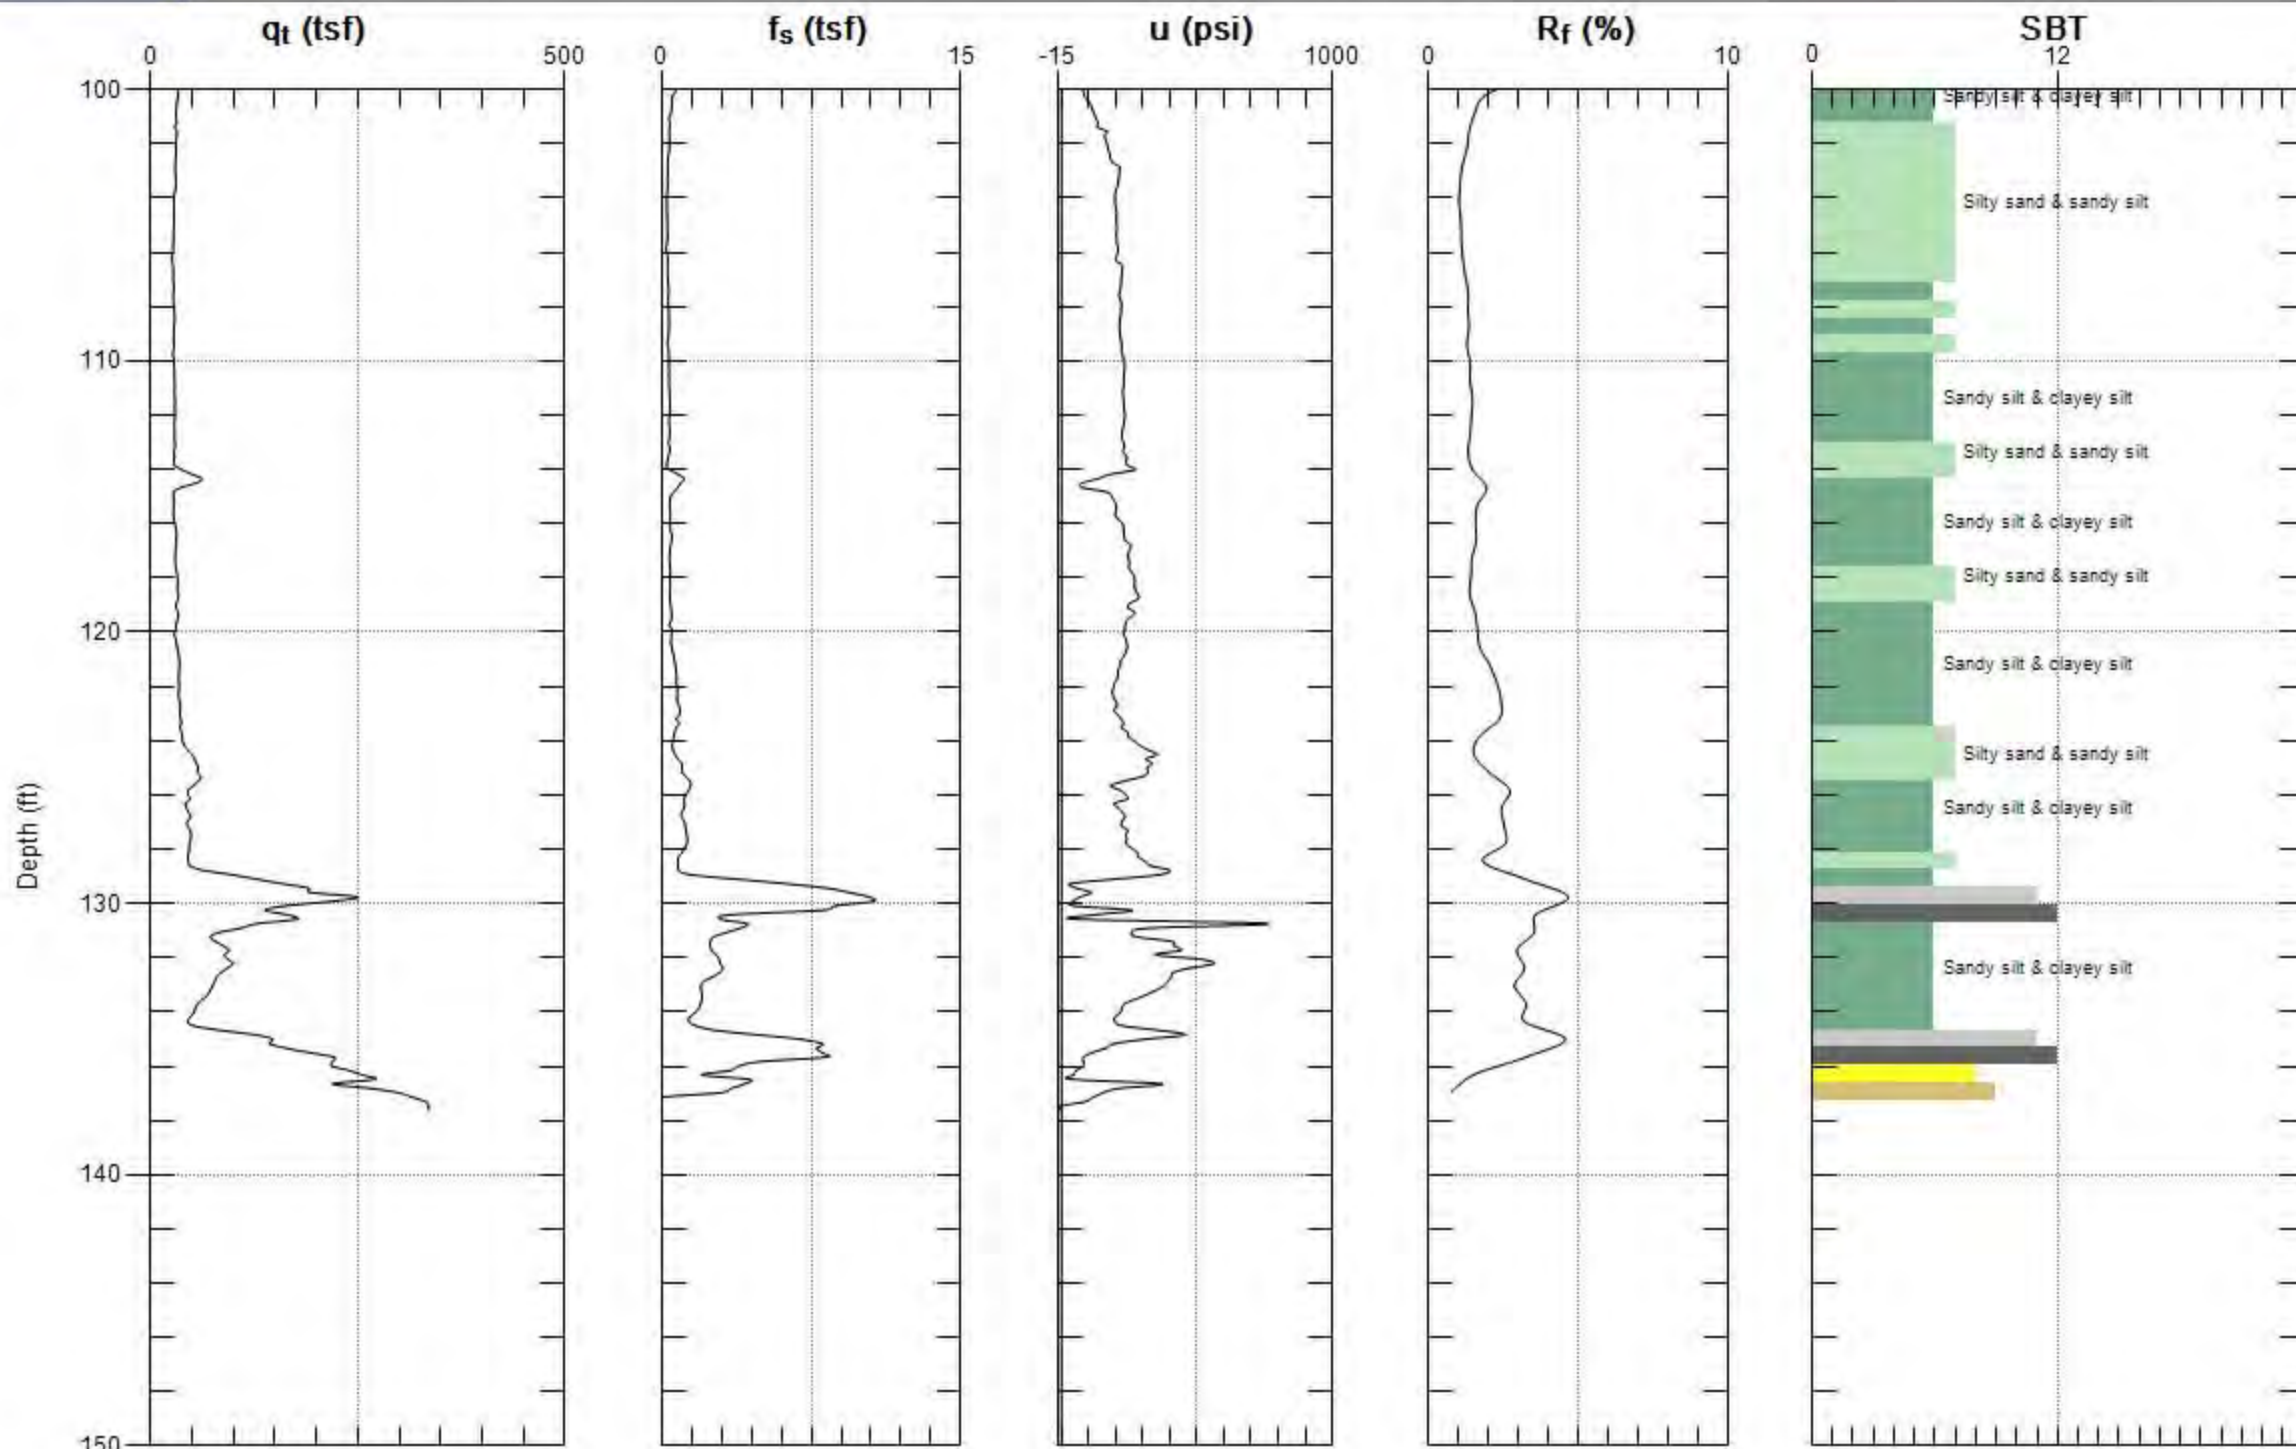 qt (tsf) fs (tsf) u (psi) Rf (%) SBT
0 500 0 15 -15 1000 0 10 0 12
100
Sandy silt & clayey silt
Silty sand & sandy silt
110
Sandy silt & clayey silt
Silty sand & sandy silt
Sandy silt & clayey silt
Silty sand & sandy silt
120
Sandy silt & clayey silt
Silty sand & sandy silt
Sandy silt & clayey silt
Depth (ft)
130
Sandy silt & clayey silt
140
150